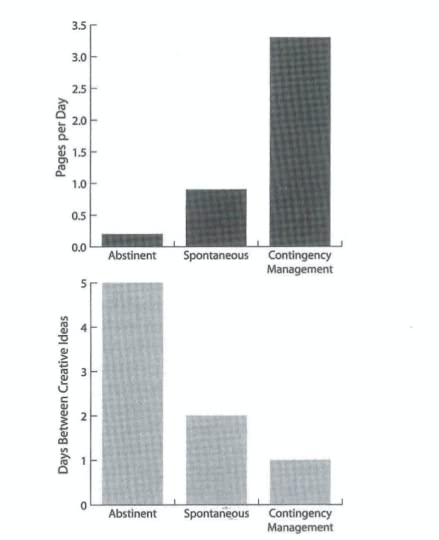 Pages per Day
3.5
3.0
2.5
2.0
1.5
1.0
0.5
0.0
Abstinent
Spontaneous
Contingency
Management
Days Between Creative Ideas
5
4
3
2
1
0
Abstinent
Spontaneous
Contingency
Management